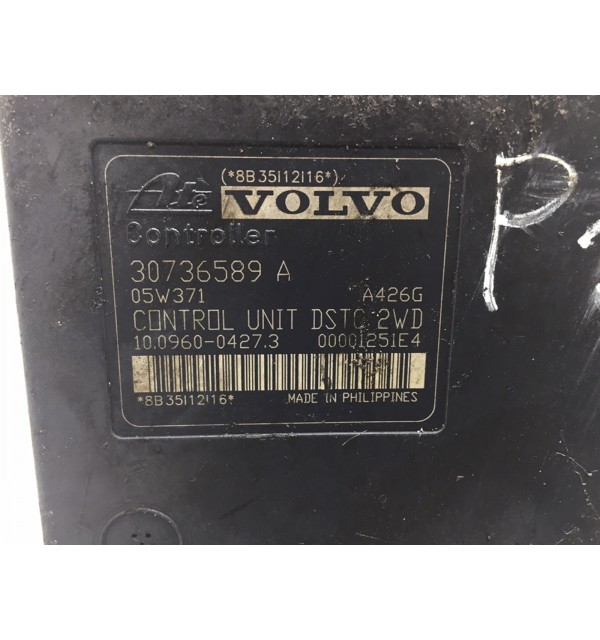 (*8B35I12I16*)
Ate VOLVO
Controller
30736589 A
05W371 A426G
CONTROL UNIT DSTC 2WD
10.0960-0427.3 00001251E4
*8B35I12I16* MADE IN PHILIPPINES